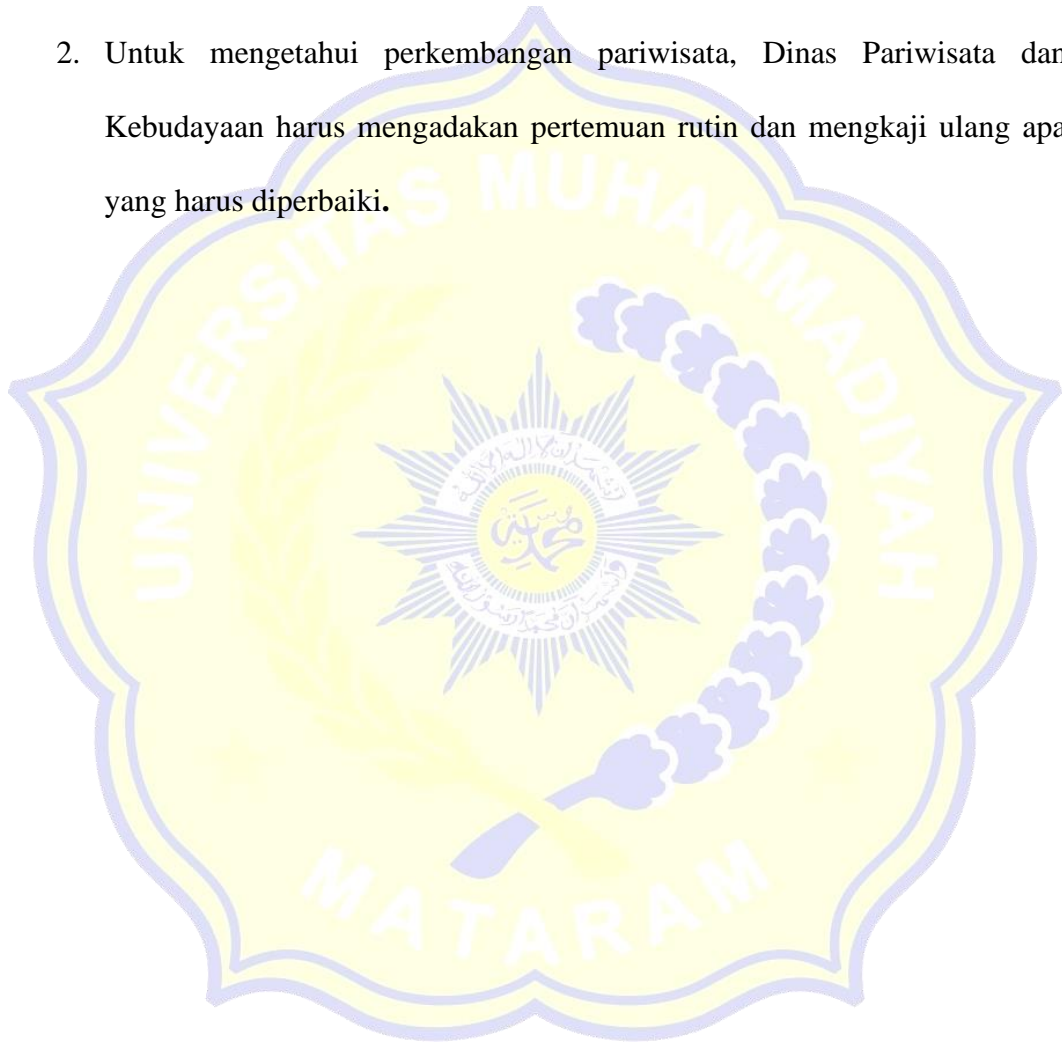 2. Untuk mengetahui perkembangan pariwisata, Dinas Pariwisata dan
Kebudayaan harus mengadakan pertemuan rutin dan mengkaji ulang apa
yang harus diperbaiki.
UNIVERSITAS MUHAMMADIYAH
MATARAM